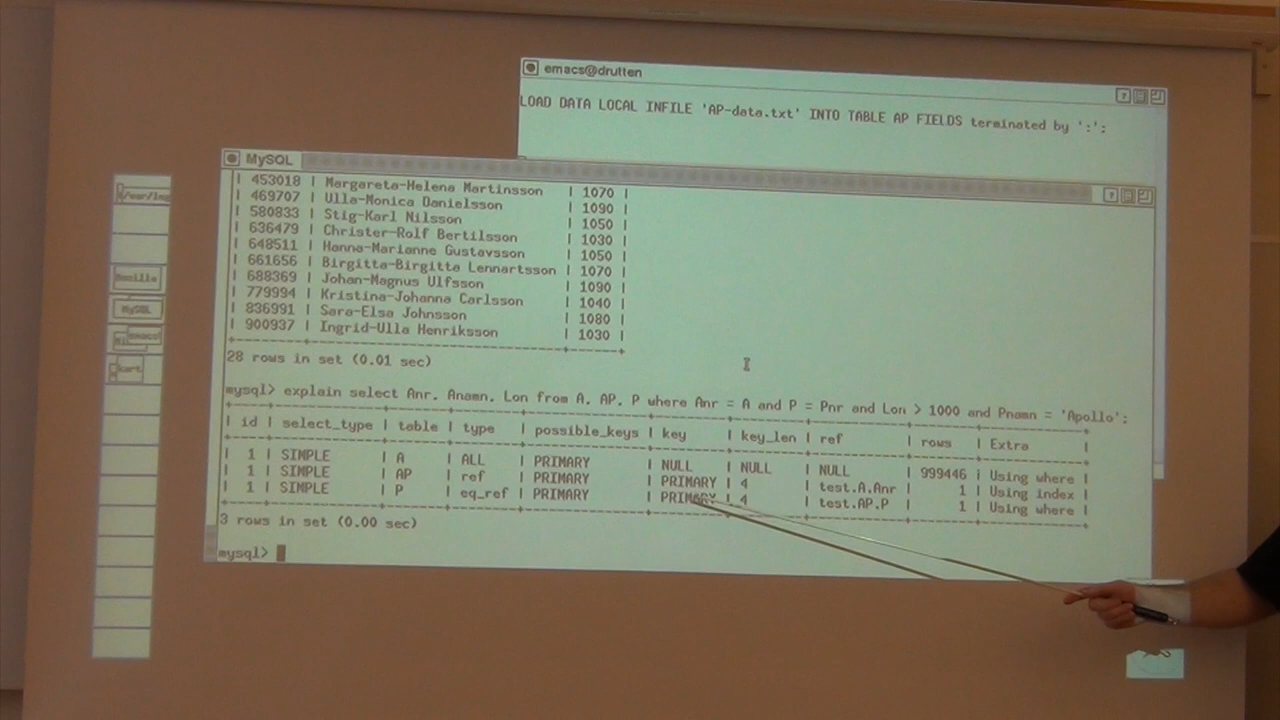 emacs@drutten
LOAD DATA LOCAL INFILE 'AP-data.txt' INTO TABLE AP FIELDS terminated by ':';
MySQL
| 453018 | Margareta-Helena Martinsson | 1070 |
| 469707 | Ulla-Monica Danielsson | 1090 |
| 580833 | Stig-Karl Nilsson | 1050 |
| 636479 | Christer-Rolf Bertilsson | 1030 |
| 648511 | Hanna-Marianne Gustavsson | 1050 |
| 661656 | Birgitta-Birgitta Lennartsson | 1070 |
| 688369 | Johan-Magnus Ulfsson | 1090 |
| 779994 | Kristina-Johanna Carlsson | 1040 |
| 836991 | Sara-Elsa Johnsson | 1080 |
| 900937 | Ingrid-Ulla Henriksson | 1030 |
28 rows in set (0.01 sec)
mysql> explain select Anr, Anamn, Lon from A, AP, P where Anr = A and P = Pnr and Lon > 1000 and Pnamn = 'Apollo';
| id | select_type | table | type | possible_keys | key | key_len | ref | rows | Extra |
| 1 | SIMPLE | A | ALL | PRIMARY | NULL | NULL | NULL | 999446 | Using where |
| 1 | SIMPLE | AP | ref | PRIMARY | PRIMARY | 4 | test.A.Anr | 1 | Using index |
| 1 | SIMPLE | P | eq_ref | PRIMARY | PRIMARY | 4 | test.AP.P | 1 | Using where |
3 rows in set (0.00 sec)
mysql>
Mozilla
MySQL
emacs